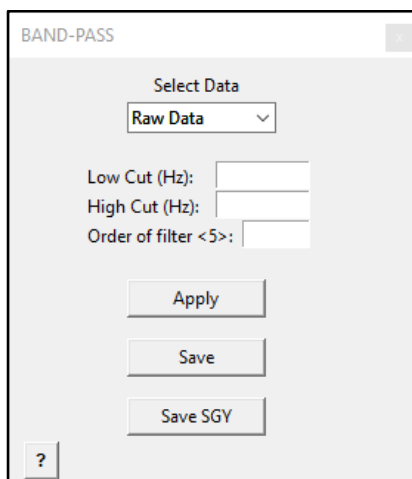 BAND-PASS
x
Select Data
Raw Data
Low Cut (Hz):
High Cut (Hz):
Order of filter <5>:
Apply
Save
Save SGY
?